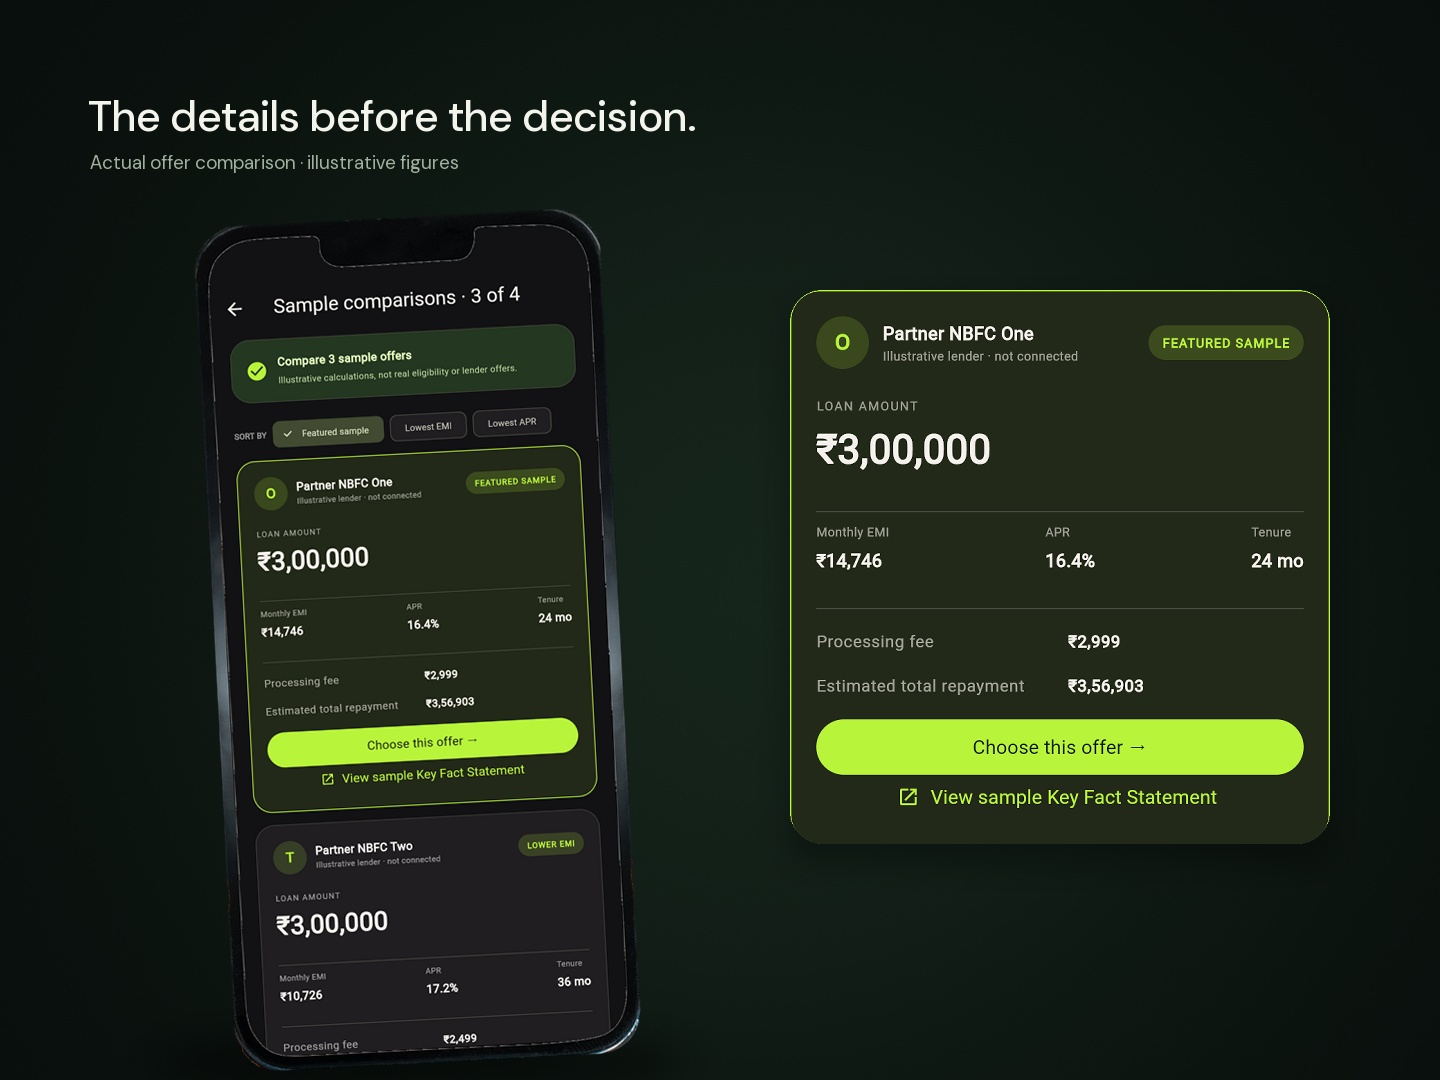 The details before the decision.
Actual offer comparison · illustrative figures
← Sample comparisons · 3 of 4
Compare 3 sample offers
Illustrative calculations, not real eligibility or lender offers.
SORT BY Featured sample Lowest EMI Lowest APR
O Partner NBFC One FEATURED SAMPLE
Illustrative lender · not connected
LOAN AMOUNT
₹3,00,000
Monthly EMI APR Tenure
₹14,746 16.4% 24 mo
Processing fee ₹2,999
Estimated total repayment ₹3,56,903
Choose this offer →
View sample Key Fact Statement
T Partner NBFC Two LOWER EMI
Illustrative lender · not connected
LOAN AMOUNT
₹3,00,000
Monthly EMI APR Tenure
₹10,726 17.2% 36 mo
Processing fee ₹2,499
O Partner NBFC One FEATURED SAMPLE
Illustrative lender · not connected
LOAN AMOUNT
₹3,00,000
Monthly EMI APR Tenure
₹14,746 16.4% 24 mo
Processing fee ₹2,999
Estimated total repayment ₹3,56,903
Choose this offer →
View sample Key Fact Statement